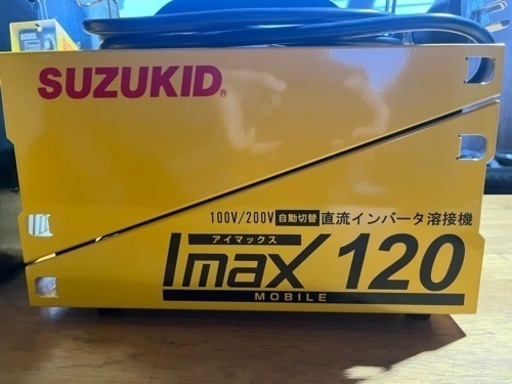 SUZUKID®
100V/200V 自動切替 直流インバータ溶接機
アイマックス
Imax 120
MOBILE